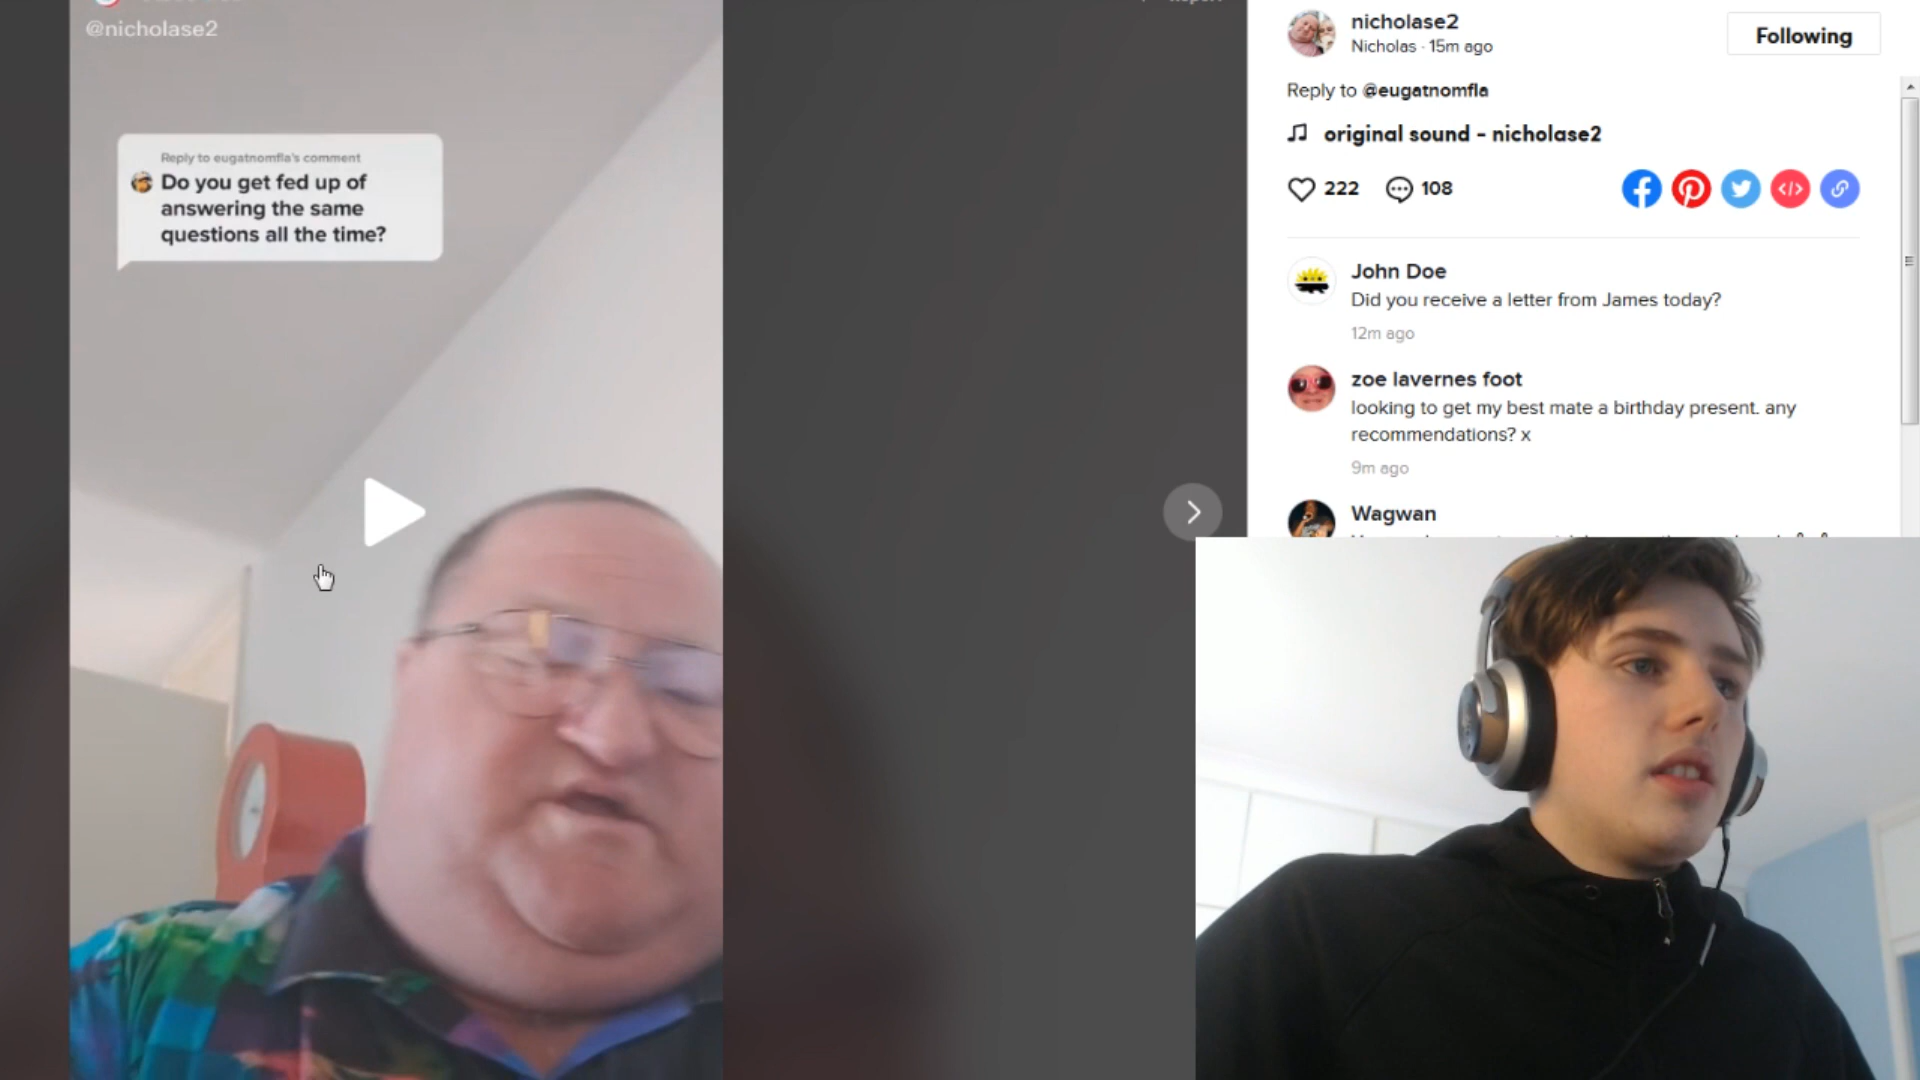 @nicholase2
Reply to eugatnomfla's comment
Do you get fed up of
answering the same
questions all the time?
nicholase2
Nicholas · 15m ago
Following
Reply to @eugatnomfla
original sound - nicholase2
222
108
John Doe
Did you receive a letter from James today?
12m ago
zoe lavernes foot
looking to get my best mate a birthday present. any
recommendations? x
9m ago
Wagwan